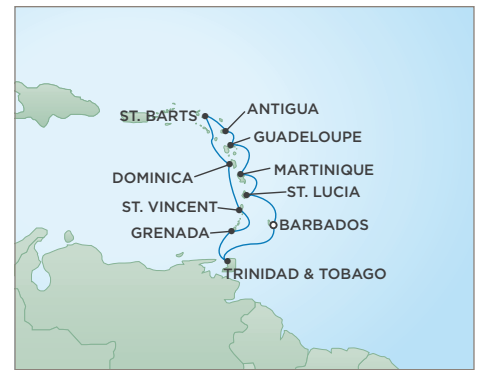 ST. BARTS
ANTIGUA
GUADELOUPE
DOMINICA
MARTINIQUE
ST. LUCIA
ST. VINCENT
BARBADOS
GRENADA
TRINIDAD & TOBAGO